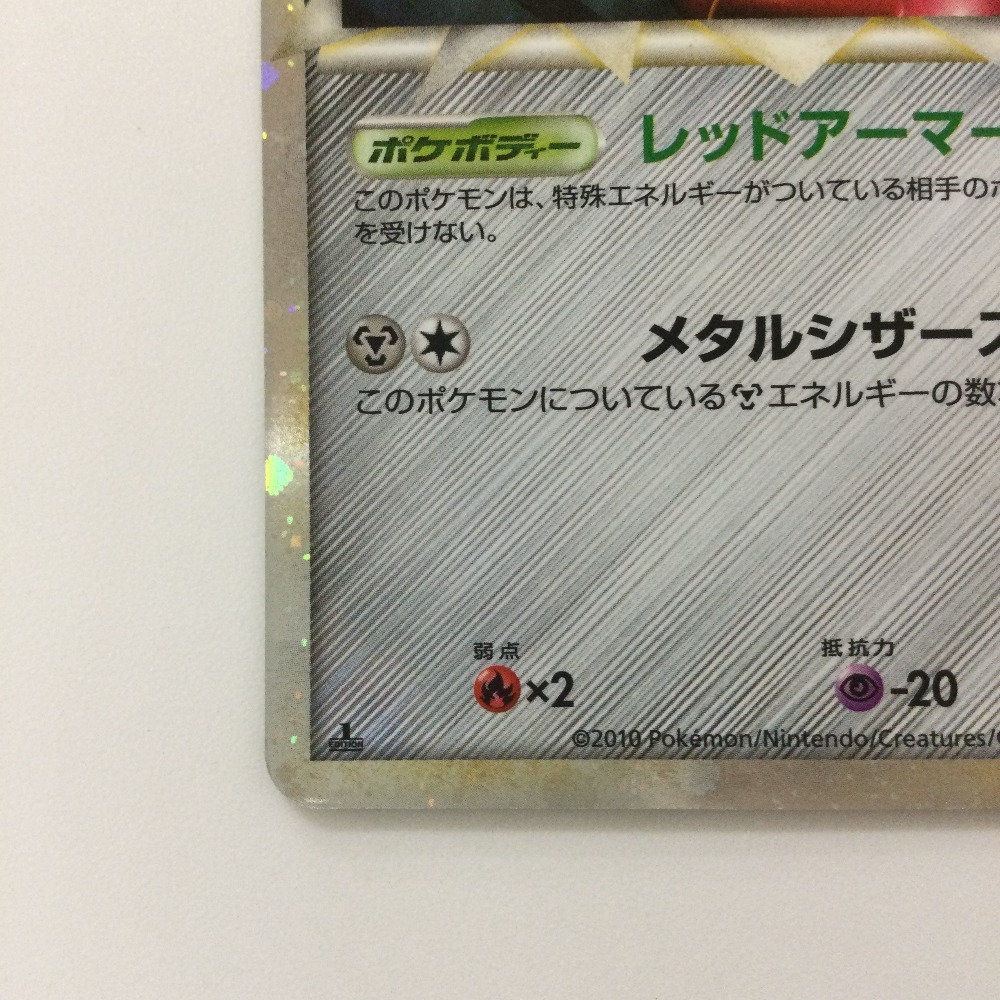 ポケボディー レッドアーマー
このポケモンは、特殊エネルギーがついている相手の
を受けない。
メタルシザー
このポケモンについているエネルギーの数
弱点 抵抗力
×2 -20
1 EDITION ©2010 Pokémon/Nintendo/Creatures/